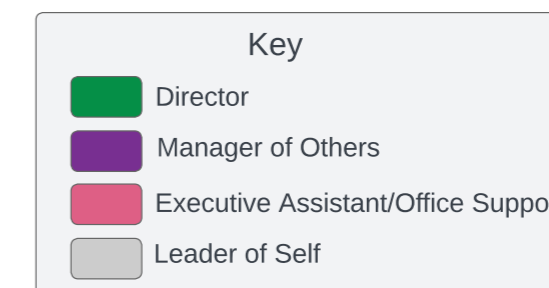 Key
Director
Manager of Others
Executive Assistant/Office Suppo
Leader of Self